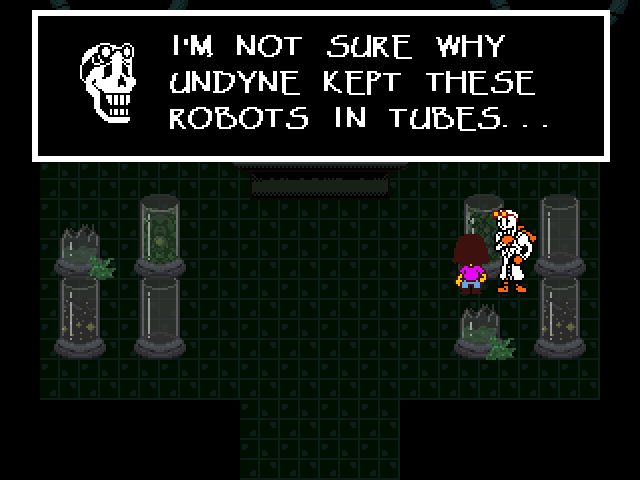 I'M NOT SURE WHY
UNDYNE KEPT THESE
ROBOTS IN TUBES...